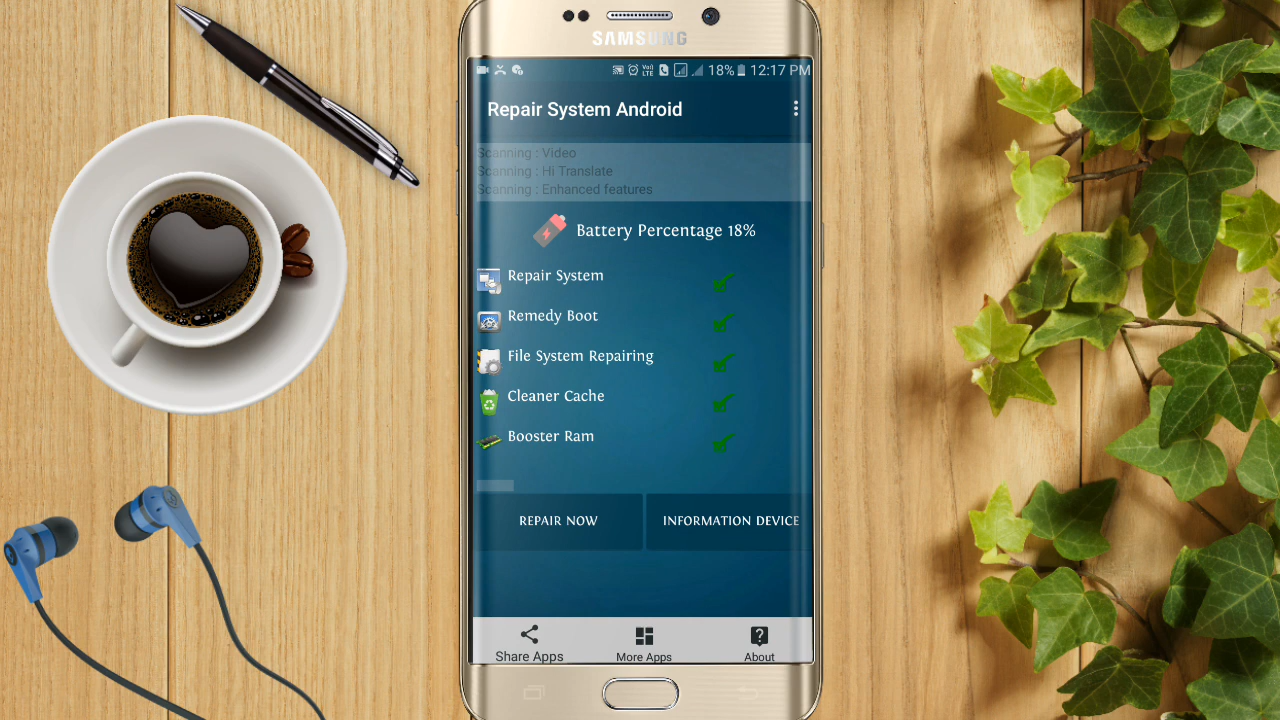 SAMSUNG
Vo)) LTE 18% 12:17 PM
Repair System Android
Scanning : Video
Scanning : Hi Translate
Scanning : Enhanced features
Battery Percentage 18%
Repair System
Remedy Boot
File System Repairing
Cleaner Cache
Booster Ram
REPAIR NOW
INFORMATION DEVICE
Share Apps
More Apps
About